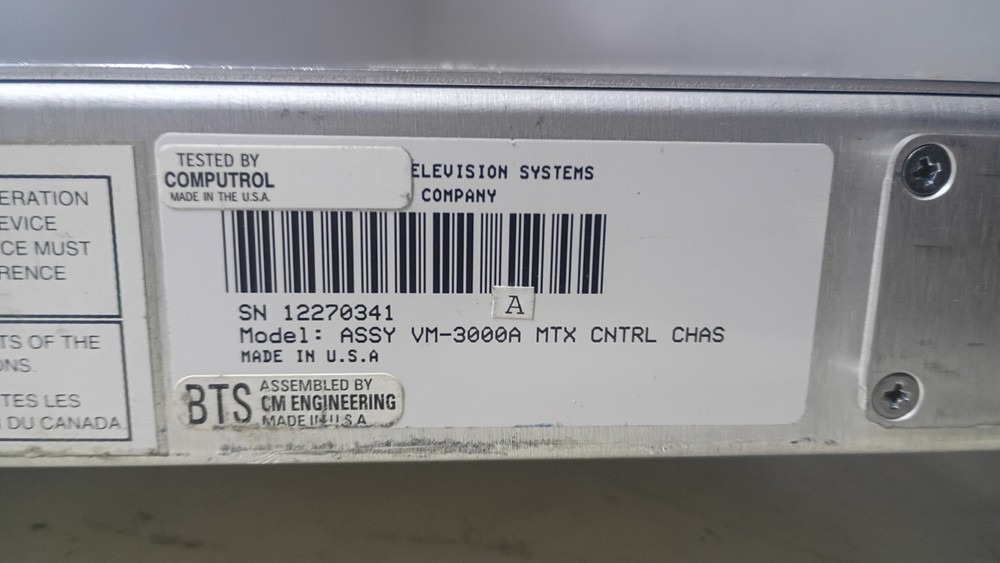 ERATION
EVICE
CE MUST
RENCE
TS OF THE
ONS.
TES LES
DU CANADA
TESTED BY
COMPUTROL
MADE IN THE U.S.A.
ELEVISION SYSTEMS
COMPANY
A
SN 12270341
Model: ASSY VM-3000A MTX CNTRL CHAS
MADE IN U.S.A
BTS
ASSEMBLED BY
CM ENGINEERING
MADE IN U.S.A